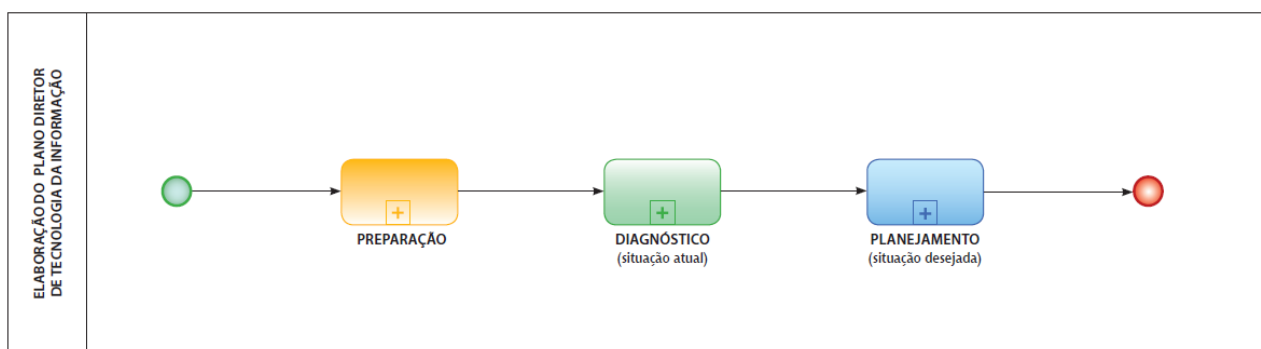 ELABORAÇÃO DO PLANO DIRETOR
DE TECNOLOGIA DA INFORMAÇÃO
PREPARAÇÃO
DIAGNÓSTICO
(situação atual)
PLANEJAMENTO
(situação desejada)